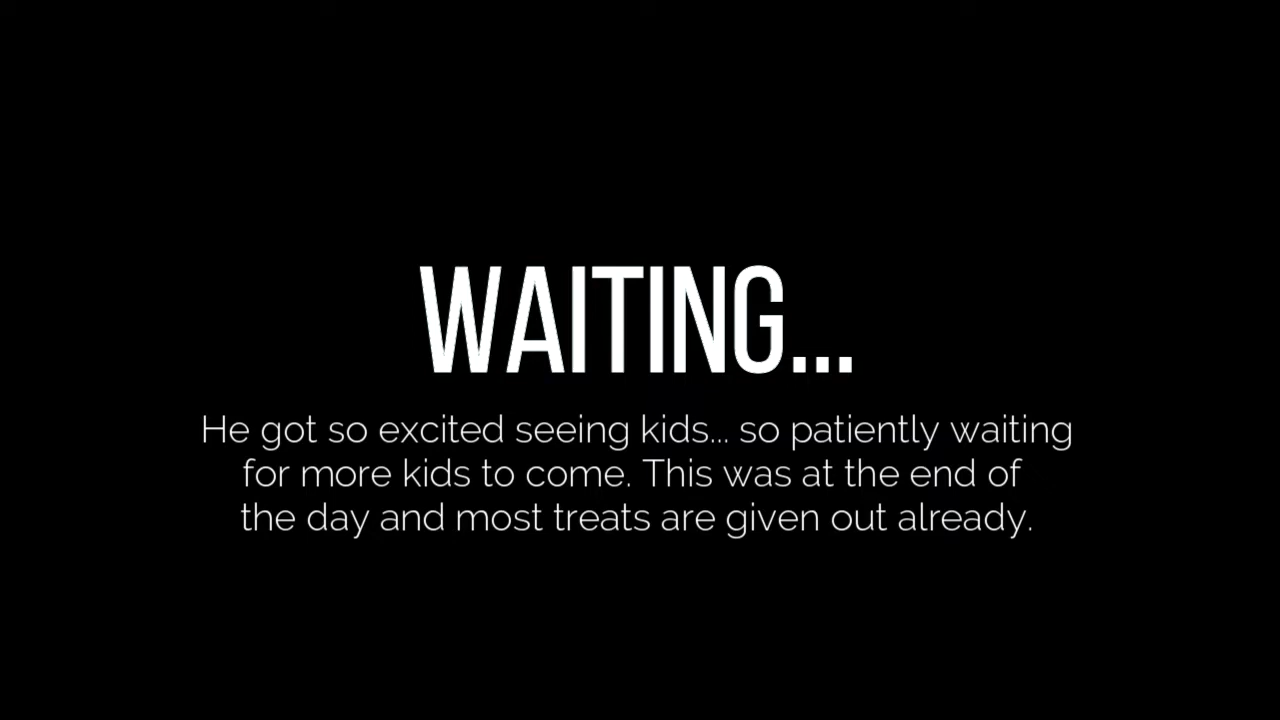 WAITING...
He got so excited seeing kids... so patiently waiting
for more kids to come. This was at the end of
the day and most treats are given out already.